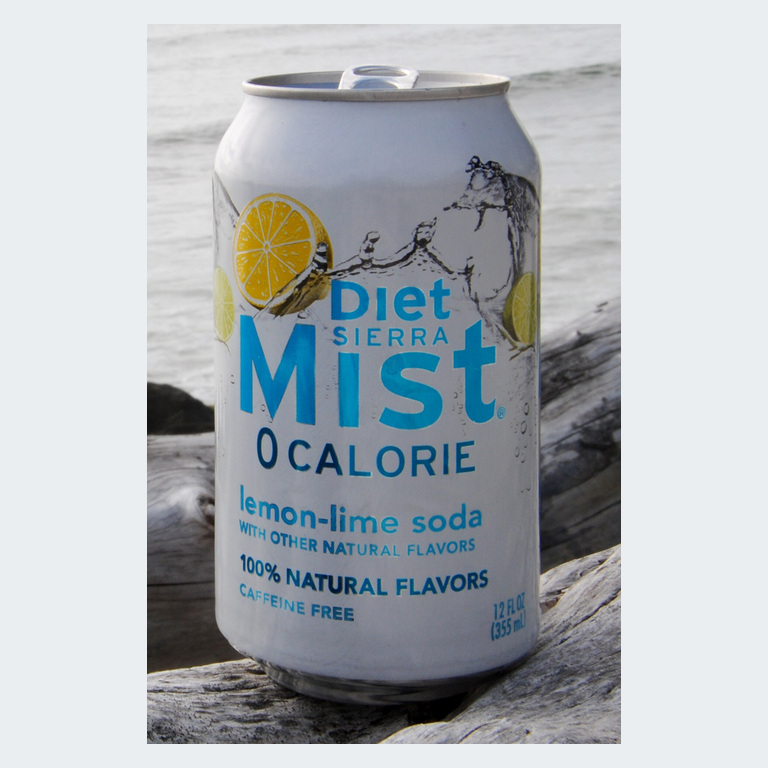 Diet
SIERRA
Mist®
0 CALORIE
lemon-lime soda
WITH OTHER NATURAL FLAVORS
100% NATURAL FLAVORS
CAFFEINE FREE
12 FL OZ
(355 mL)